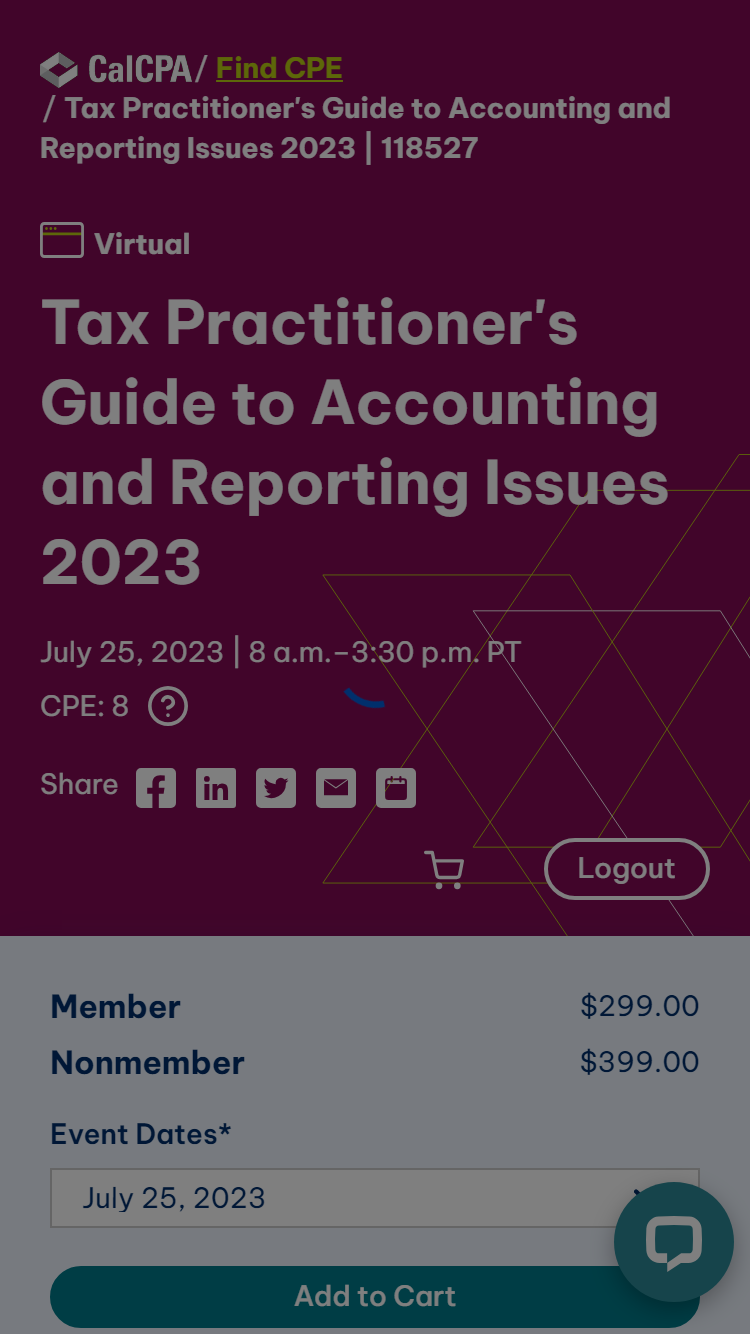 CalCPA / Find CPE
/ Tax Practitioner's Guide to Accounting and
Reporting Issues 2023 | 118527
Virtual
Tax Practitioner's
Guide to Accounting
and Reporting Issues
2023
July 25, 2023 | 8 a.m.–3:30 p.m. PT
CPE: 8 ?
Share
Logout
Member $299.00
Nonmember $399.00
Event Dates*
July 25, 2023
Add to Cart